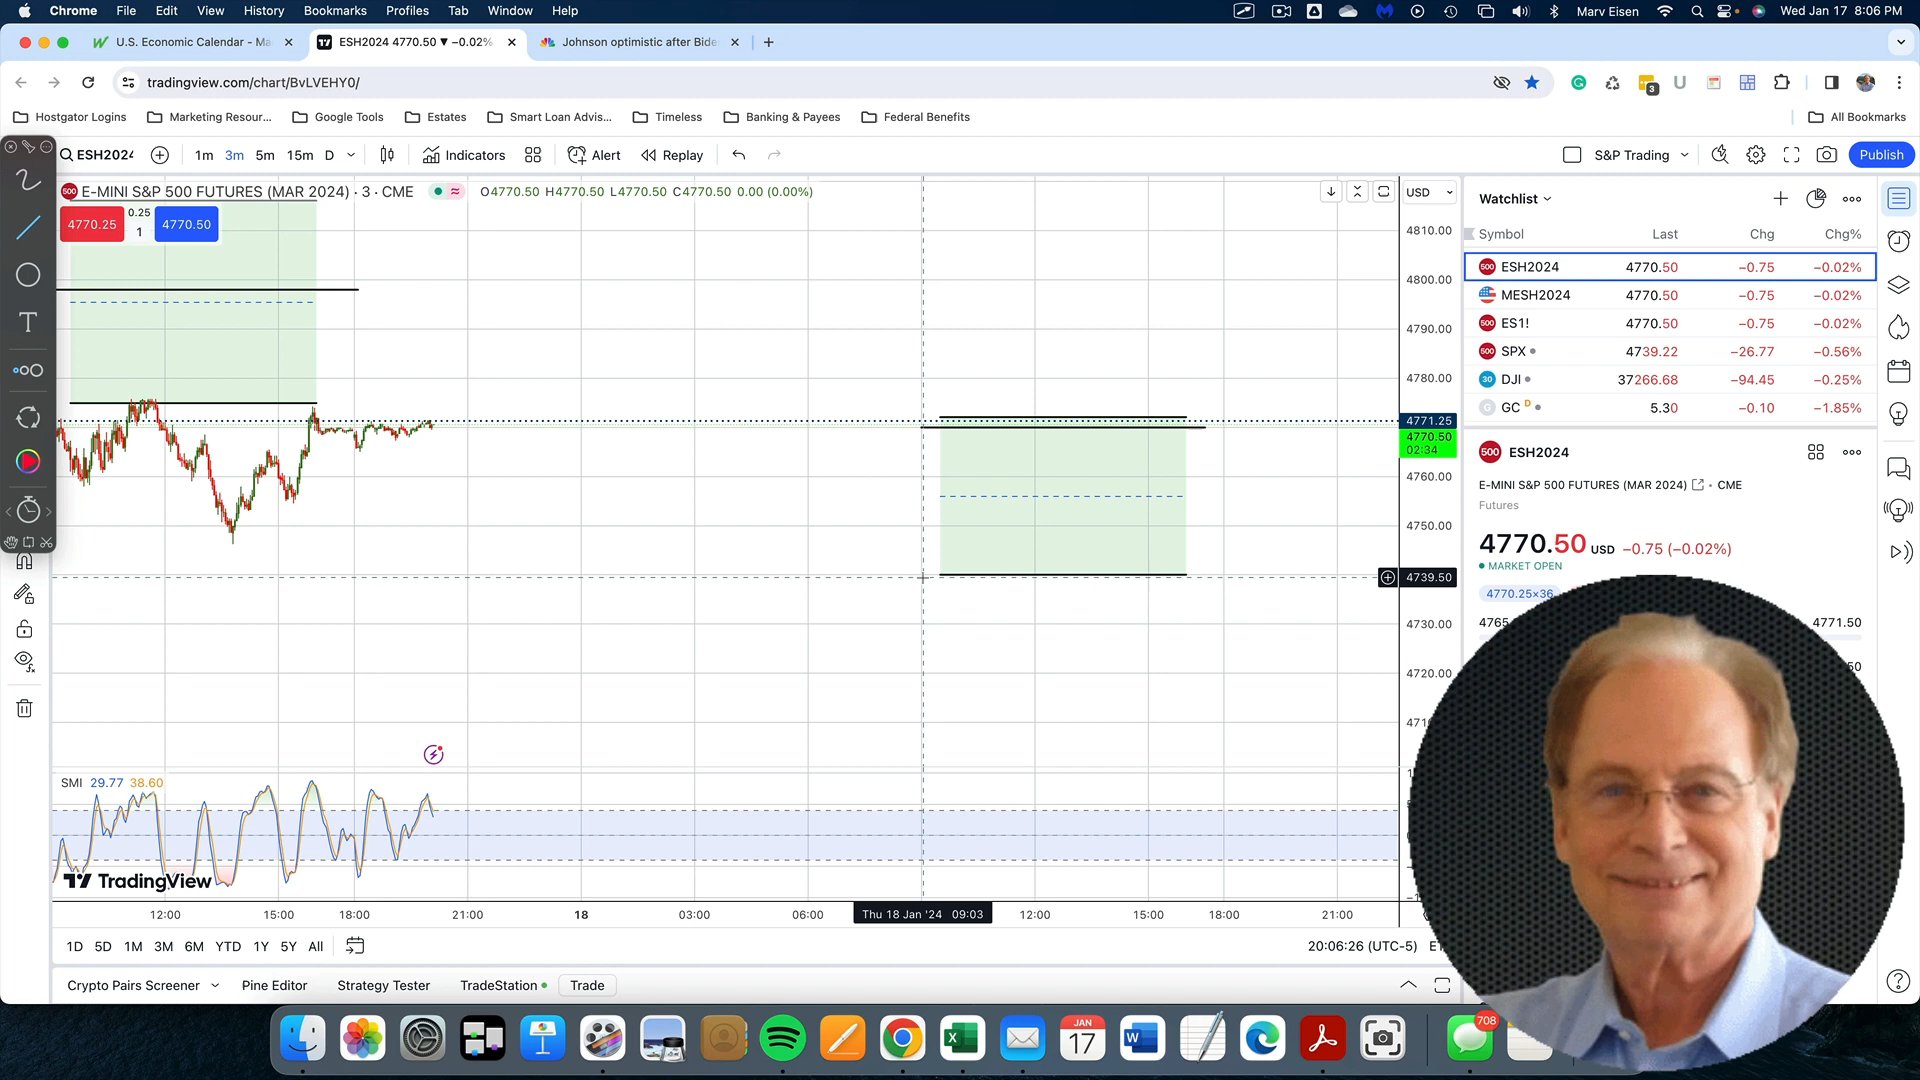 Chrome File Edit View History Bookmarks Profiles Tab Window Help Marv Eisen Wed Jan 17 8:06 PM
U.S. Economic Calendar - Ma ESH2024 4770.50 ▼ −0.02% Johnson optimistic after Bide
tradingview.com/chart/BvLVEHY0/ 3
Hostgator Logins Marketing Resour... Google Tools Estates Smart Loan Advis... Timeless Banking & Payees Federal Benefits All Bookmarks
ESH2024 1m 3m 5m 15m D Indicators Alert Replay S&P Trading Publish
500 E-MINI S&P 500 FUTURES (MAR 2024) · 3 · CME O4770.50 H4770.50 L4770.50 C4770.50 0.00 (0.00%) USD
4770.25 0.25 1 4770.50
4810.00
4800.00
4790.00
4780.00
4771.25
4770.50
02:34
4760.00
4750.00
4739.50
4730.00
4720.00
471
Watchlist
Symbol Last Chg Chg%
500 ESH2024 4770.50 −0.75 −0.02%
MESH2024 4770.50 −0.75 −0.02%
500 ES1! 4770.50 −0.75 −0.02%
500 SPX 4739.22 −26.77 −0.56%
30 DJI 37266.68 −94.45 −0.25%
G GC D 5.30 −0.10 −1.85%
500 ESH2024
E-MINI S&P 500 FUTURES (MAR 2024) · CME
Futures
4770.50 USD −0.75 (−0.02%)
MARKET OPEN
4770.25×36
4765. 4771.50
50
T
SMI 29.77 38.60
TradingView
12:00 15:00 18:00 21:00 18 03:00 06:00 Thu 18 Jan '24 09:03 12:00 15:00 18:00 21:00
1D 5D 1M 3M 6M YTD 1Y 5Y All 20:06:26 (UTC-5) ET
Crypto Pairs Screener Pine Editor Strategy Tester TradeStation Trade
JAN
17
708